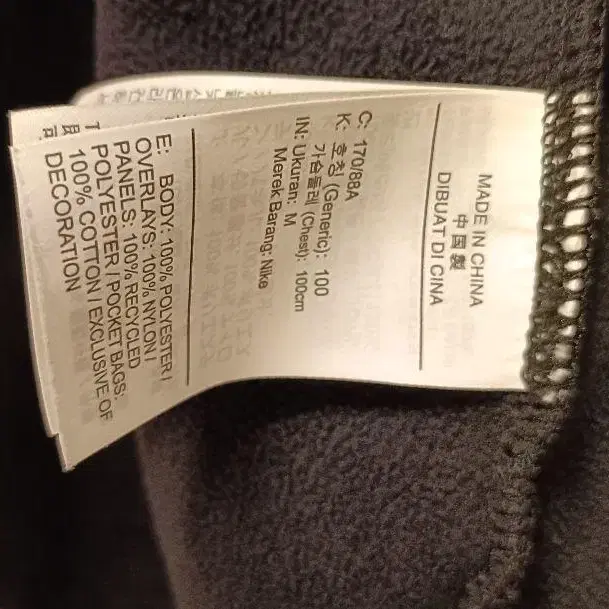 MADE IN CHINA
中国製
DIBUAT DI CINA
C: 170/88A
K: 호칭 (Generic): 100
가슴둘레 (Chest): 100cm
IN: Ukuran: M
Merek Barang: Nike
E: BODY: 100% POLYESTER /
OVERLAYS: 100% NYLON /
PANELS: 100% RECYCLED
POLYESTER / POCKET BAGS:
100% COTTON / EXCLUSIVE OF
DECORATION